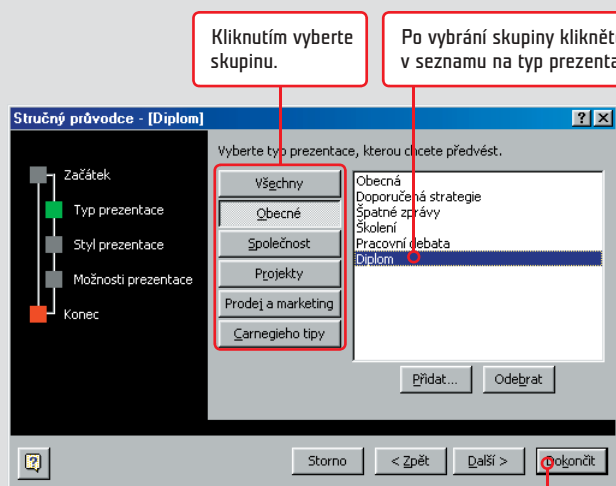 Kliknutím vyberte
skupinu.
Po vybrání skupiny klikněte
v seznamu na typ
Stručný průvodce - [Diplom]
Vyberte typ prezentace, kterou chcete předvést.
Začátek
Typ prezentace
Styl prezentace
Možnosti prezentace
Konec
Všechny
Obecné
Společnost
Projekty
Prodej a marketing
Carnegieho tipy
Obecná
Doporučená strategie
Špatné zprávy
Školení
Pracovní debata
Diplom
Přidat...
Odebrat
Storno
< Zpět
Další >
Dokončit